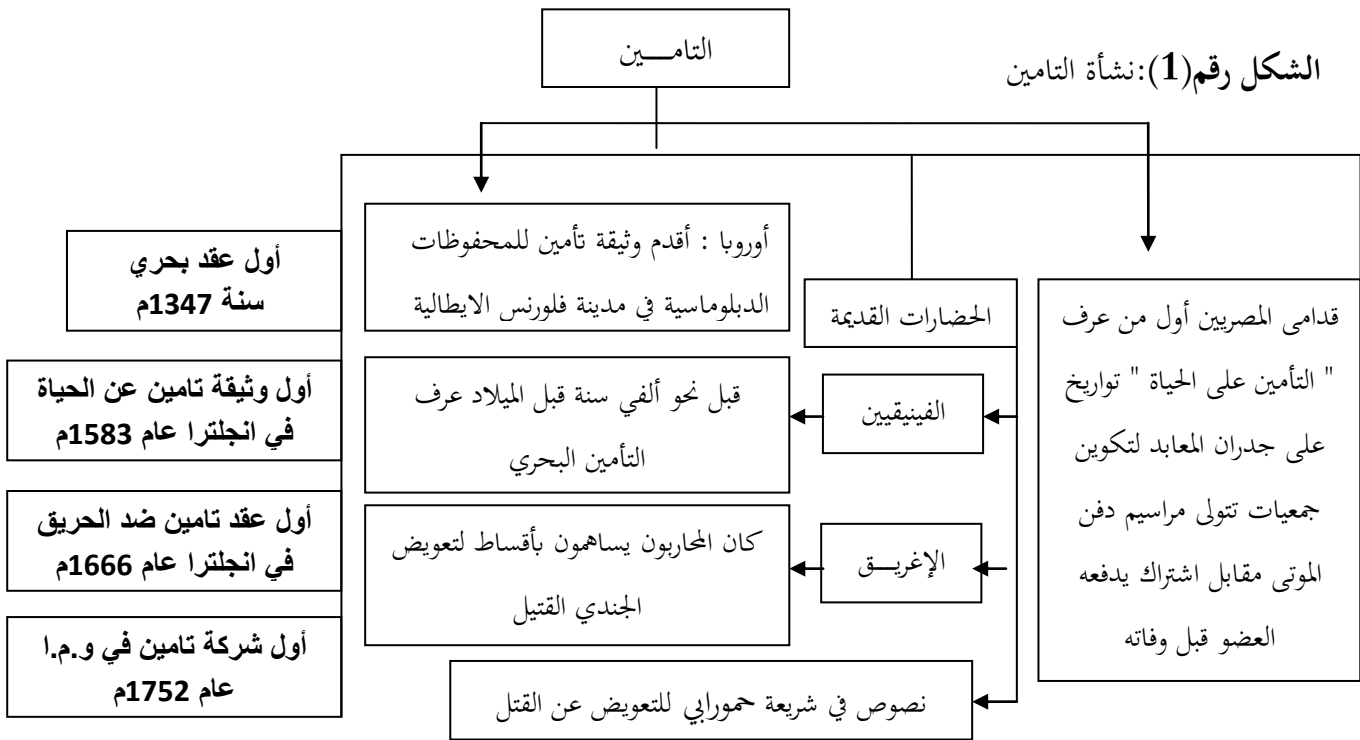 التامـــين
الشكل رقم(1):نشأة التامين
قدامى المصريين أول من عرف
" التأمين على الحياة " تواريخ
على جدران المعابد لتكوين
جمعيات تتولى مراسيم دفن
الموتى مقابل اشتراك يدفعه
العضو قبل وفاته
الحضارات القديمة
الفينيقيين
الإغريـــق
أوروبا : أقدم وثيقة تأمين للمحفوظات
الدبلوماسية في مدينة فلورنس الايطالية
قبل نحو ألفي سنة قبل الميلاد عرف
التأمين البحري
كان المحاربون يساهمون بأقساط لتعويض
الجندي القتيل
نصوص في شريعة حمورابي للتعويض عن القتل
أول عقد بحري
سنة 1347م
أول وثيقة تامين عن الحياة
في انجلترا عام 1583م
أول عقد تامين ضد الحريق
في انجلترا عام 1666م
أول شركة تامين في و.م.ا
عام 1752م